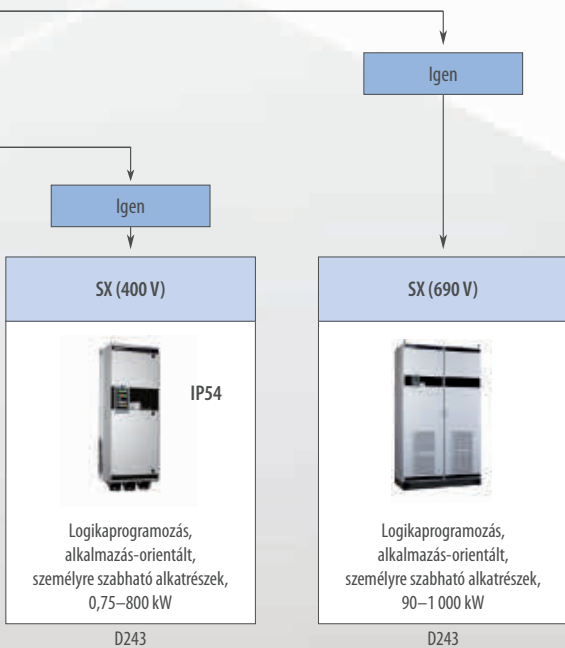 Igen
Igen
SX (400 V)
IP54
Logikaprogramozás,
alkalmazás-orientált,
személyre szabható alkatrészek,
0,75–800 kW
D243
SX (690 V)
Logikaprogramozás,
alkalmazás-orientált,
személyre szabható alkatrészek,
90–1 000 kW
D243